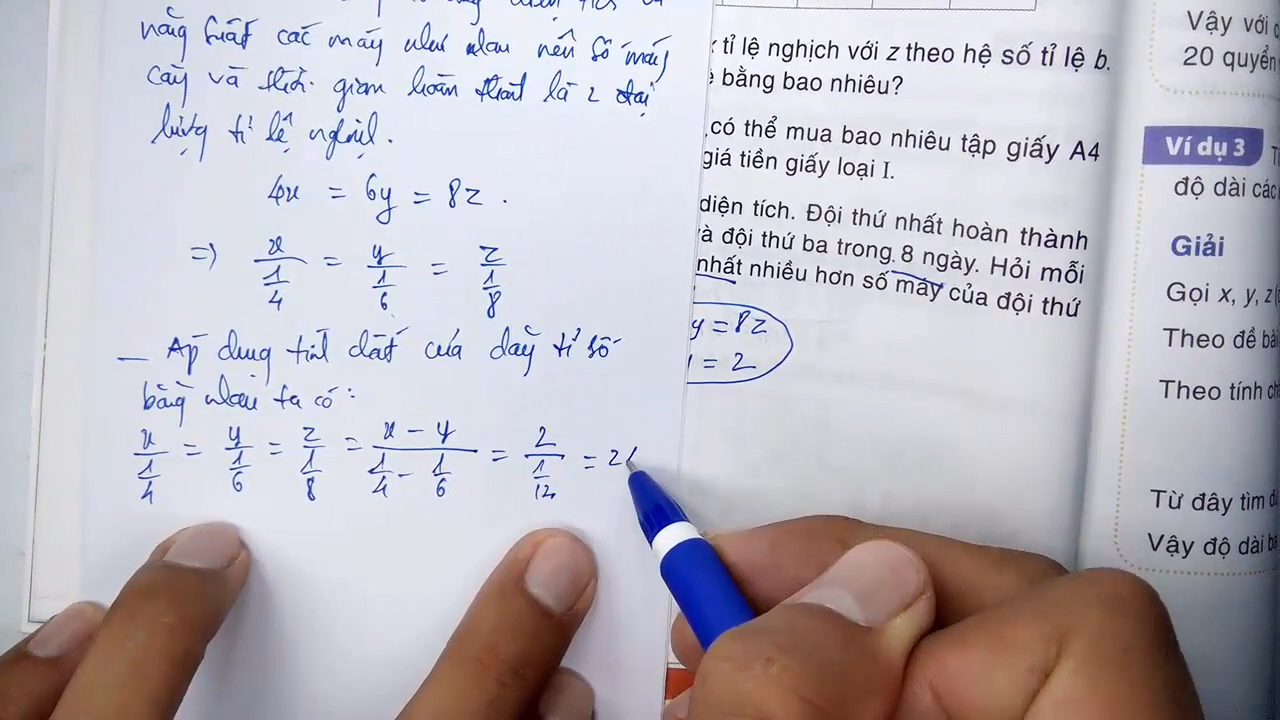 năng suất các máy như nhau nên số máy
cày và thời gian hoàn thành là 2 đại
lượng tỉ lệ nghịch.
4x = 6y = 8z.
=> x/(1/4) = y/(1/6) = z/(1/8)
— Áp dụng tính chất của dãy tỉ số
bằng nhau ta có:
x/(1/4) = y/(1/6) = z/(1/8) = (x - y)/(1/4 - 1/6) = 2/(1/12) = 2
tỉ lệ nghịch với z theo hệ số tỉ lệ b.
bằng bao nhiêu?
có thể mua bao nhiêu tập giấy A4
giá tiền giấy loại I.
diện tích. Đội thứ nhất hoàn thành
và đội thứ ba trong 8 ngày. Hỏi mỗi
nhất nhiều hơn số máy của đội thứ
y = 8z
= 2
Vậy với
20 quyển
Ví dụ 3
độ dài các
Giải
Gọi x, y, z
Theo đề bài
Theo tính
Từ đây tìm
Vậy độ dài